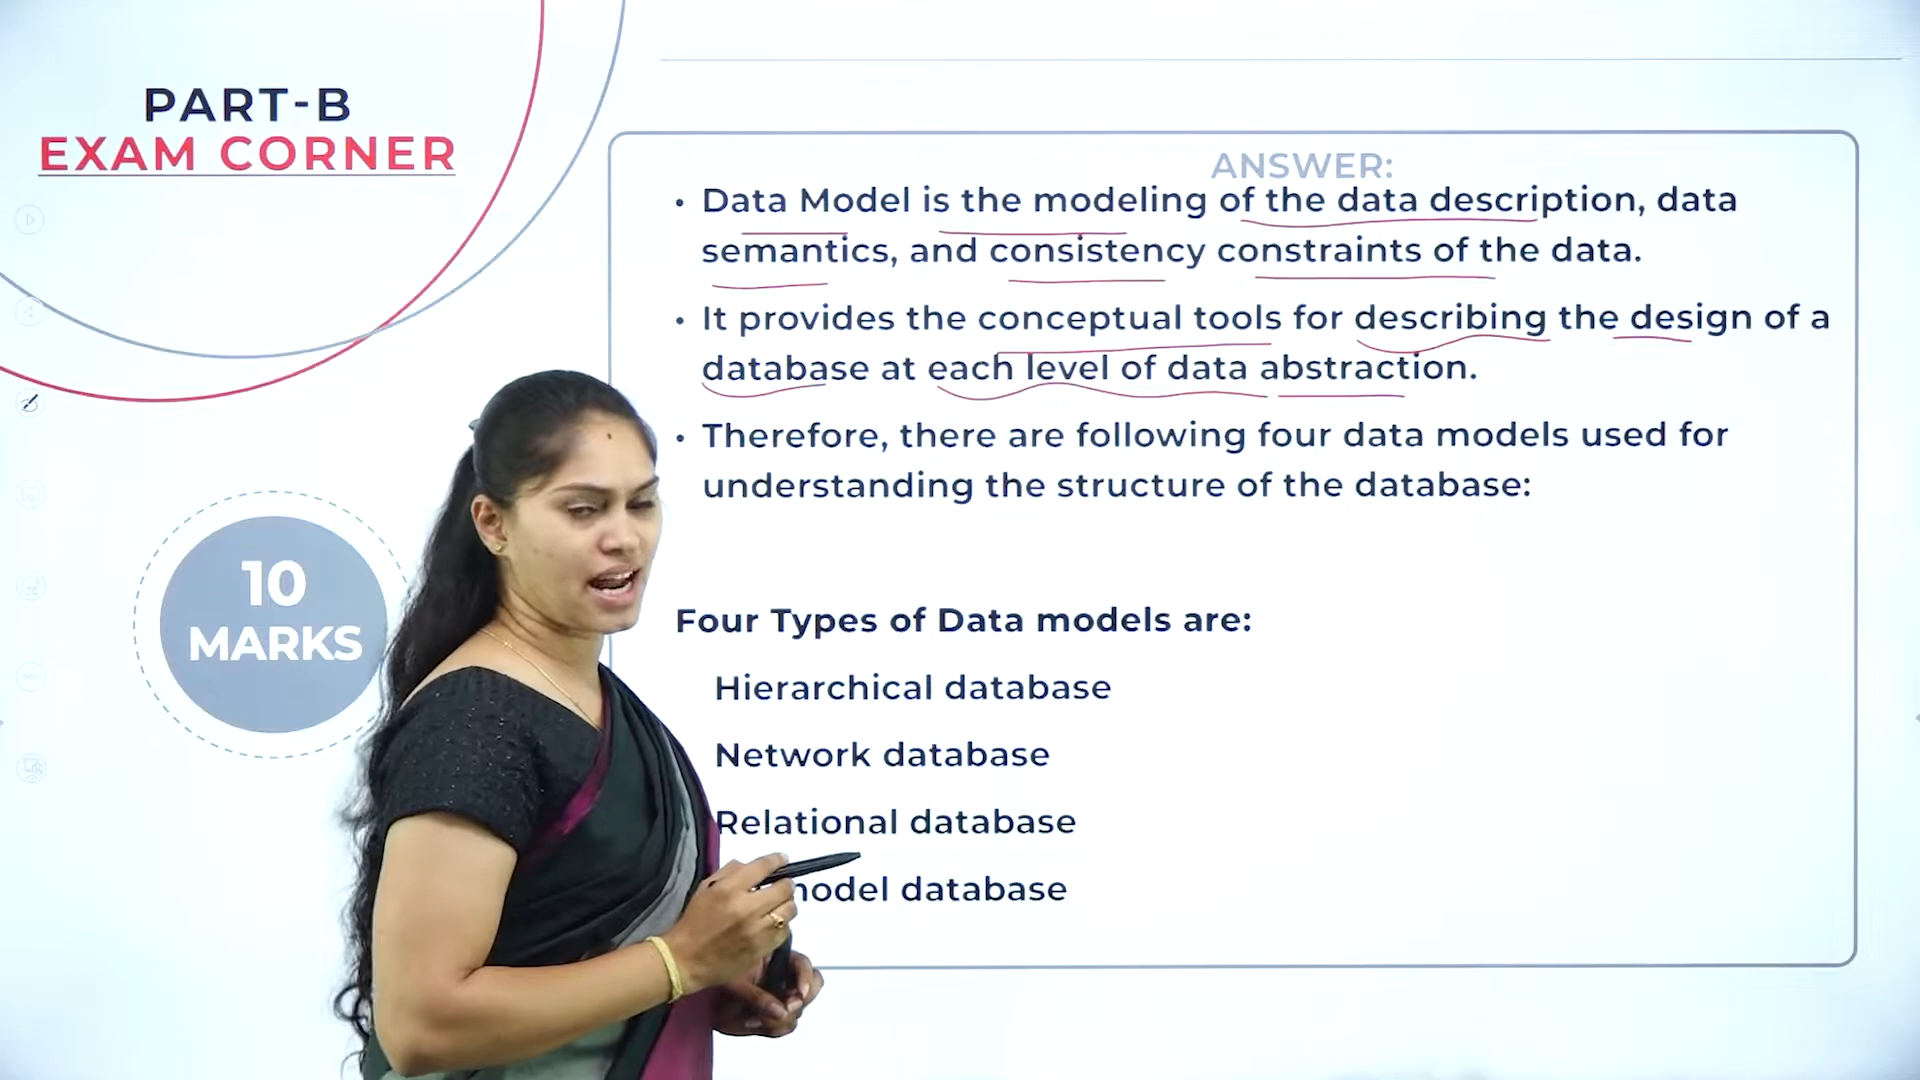 PART-B
EXAM CORNER
10
MARKS
ANSWER:
• Data Model is the modeling of the data description, data
semantics, and consistency constraints of the data.
• It provides the conceptual tools for describing the design of a
database at each level of data abstraction.
• Therefore, there are following four data models used for
understanding the structure of the database:
Four Types of Data models are:
Hierarchical database
Network database
Relational database
model database